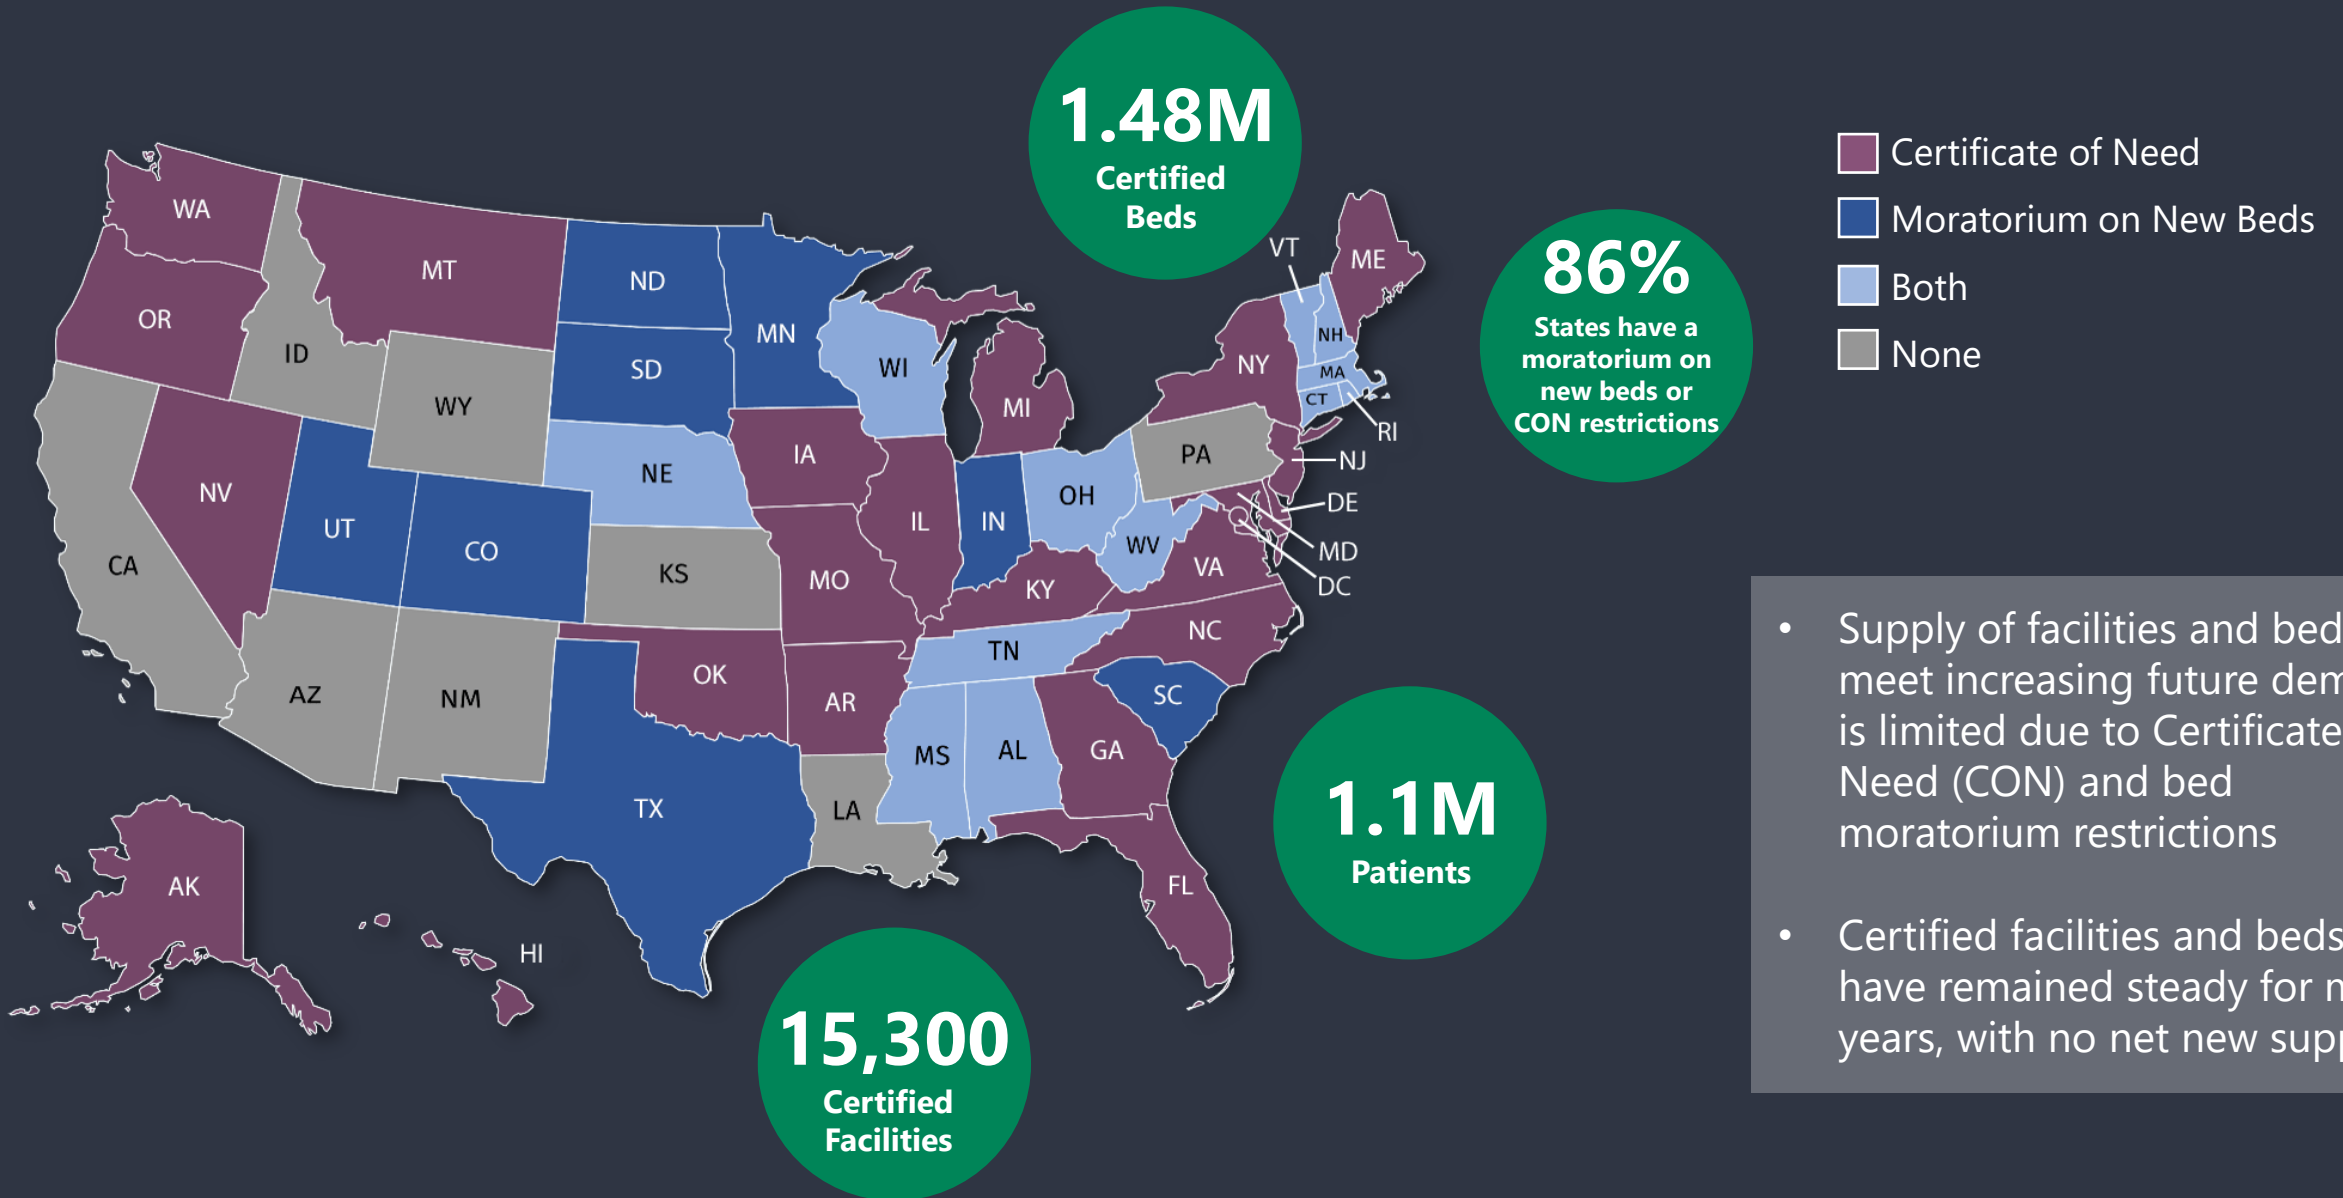 1.48M
Certified
Beds
86%
States have a
moratorium on
new beds or
CON restrictions
Certificate of Need
Moratorium on New Beds
Both
None
WA
OR
MT
ID
WY
ND
SD
MN
WI
MI
NE
IA
NV
UT
CO
CA
KS
MO
IL
IN
OH
KY
WV
VA
PA
NY
VT
NH
ME
MA
CT
RI
NJ
DE
MD
DC
NC
TN
SC
AZ
NM
OK
AR
TX
LA
MS
AL
GA
FL
AK
HI
1.1M
Patients
15,300
Certified
Facilities
• Supply of facilities and
meet increasing future
is limited due to Certificate
Need (CON) and bed
moratorium restrictions
• Certified facilities and beds
have remained steady for
years, with no net new